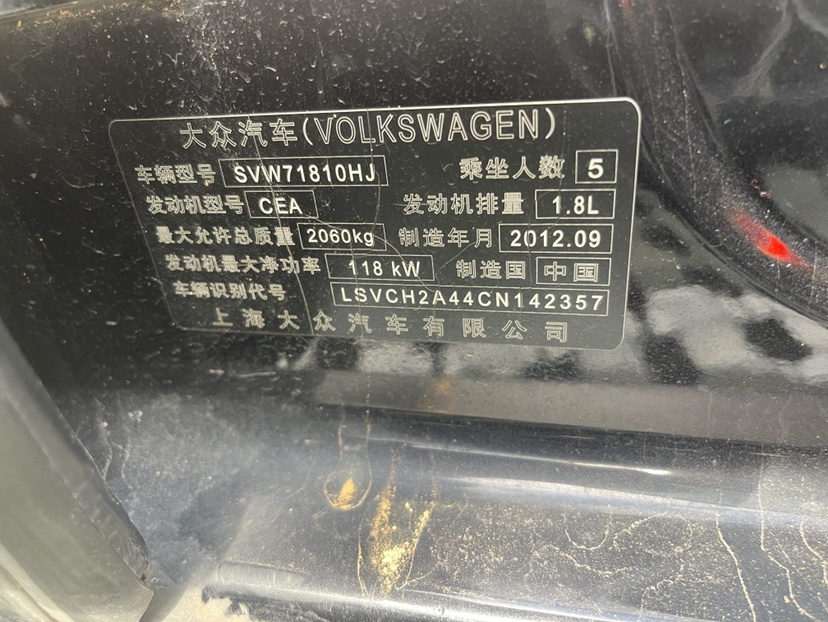 大众汽车(VOLKSWAGEN)
车辆型号 SVW71810HJ 乘坐人数 5
发动机型号 CEA 发动机排量 1.8L
最大允许总质量 2060kg 制造年月 2012.09
发动机最大净功率 118 kW 制造国 中国
车辆识别代号 LSVCH2A44CN142357
上海大众汽车有限公司